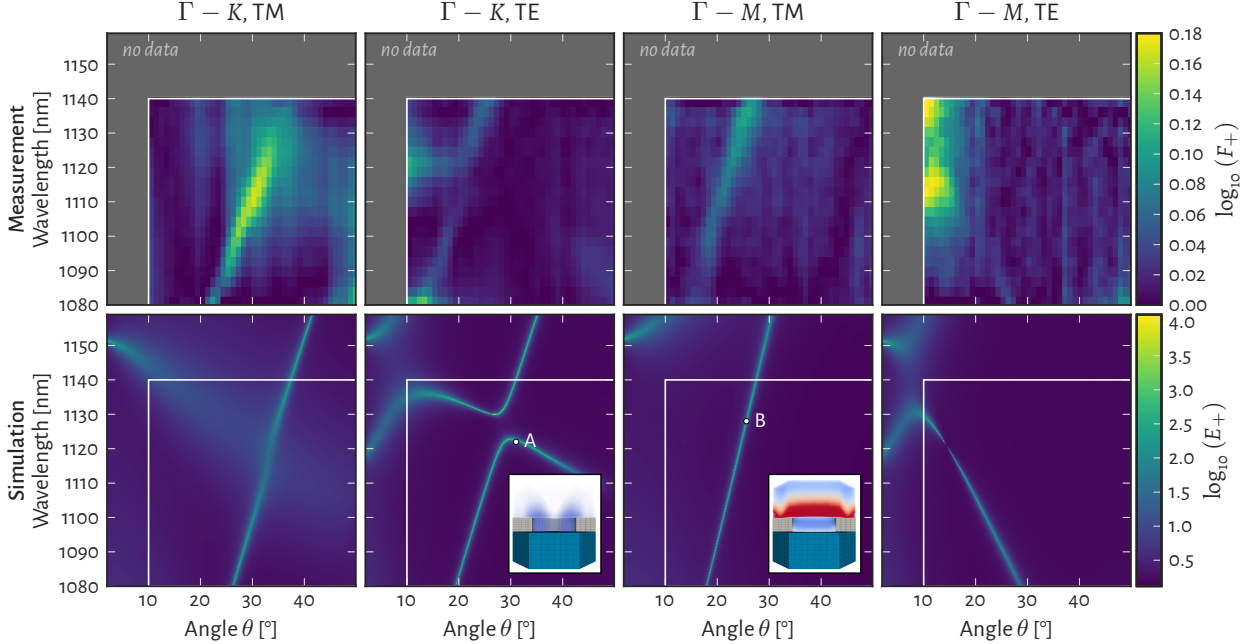 Γ − K, TM
Γ − K, TE
Γ − M, TM
Γ − M, TE
Measurement
Wavelength [nm]
1150
1140
1130
1120
1110
1100
1090
1080
no data
no data
no data
no data
0.18
0.16
0.14
0.12
0.10
0.08
0.06
0.04
0.02
0.00
log₁₀ (F₊)
Simulation
Wavelength [nm]
1150
1140
1130
1120
1110
1100
1090
1080
A
B
4.0
3.5
3.0
2.5
2.0
1.5
1.0
0.5
log₁₀ (E₊)
10 20 30 40
10 20 30 40
10 20 30 40
10 20 30 40
Angle θ [°]
Angle θ [°]
Angle θ [°]
Angle θ [°]